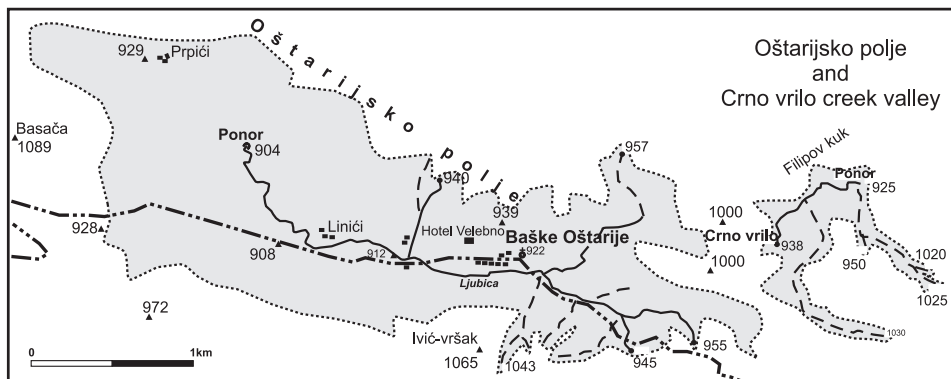 Oštarijsko polje
Oštarijsko polje
and
Crno vrilo creek valley
929
Prpići
Basača
1089
Ponor
904
940
957
Filipov kuk
Ponor
925
928
Linići
908
912
Hotel Velebno
939
Baške Oštarije
922
Ljubica
1000
Crno vrilo
938
1000
950
1020
1025
1030
972
Ivić-vršak
1065
1043
945
955
0
1km